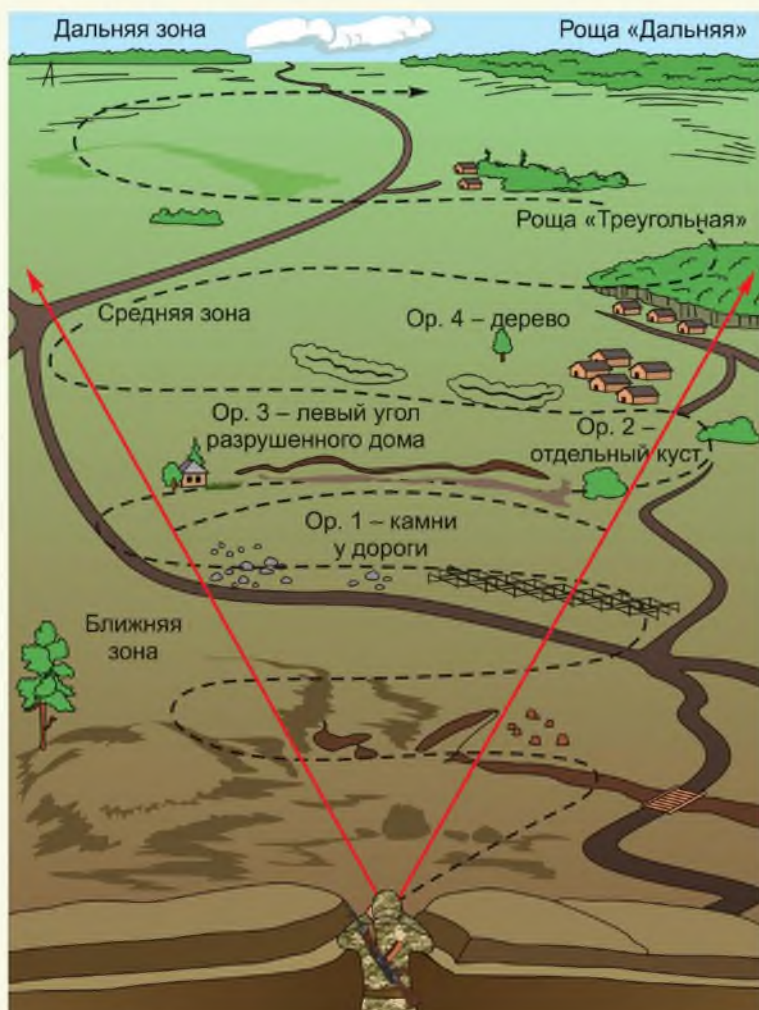 Дальняя зона
Роща «Дальняя»
Роща «Треугольная»
Средняя зона
Ор. 4 – дерево
Ор. 3 – левый угол
разрушенного дома
Ор. 2 –
отдельный куст
Ор. 1 – камни
у дороги
Ближняя
зона